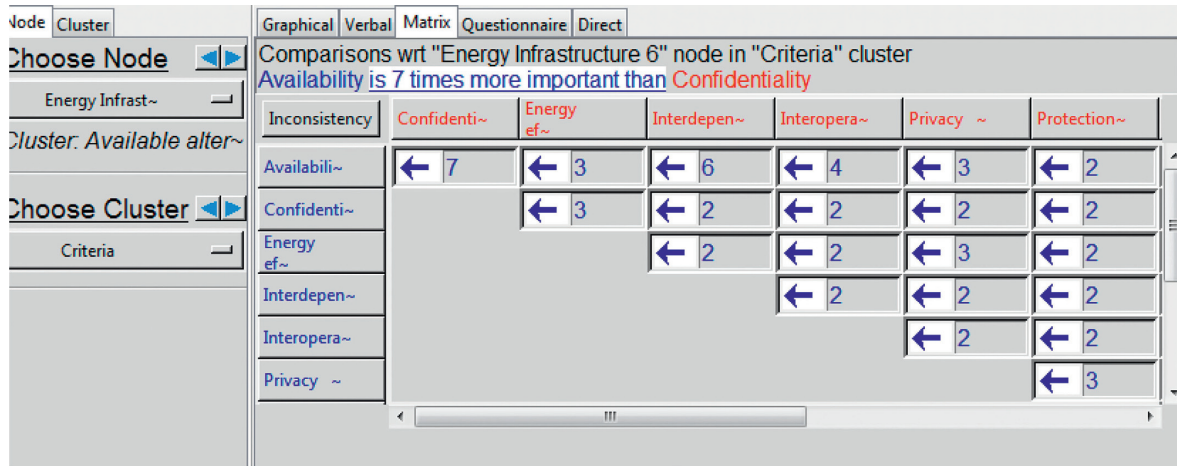 Node Cluster
Choose Node
Energy Infrast~
Cluster: Available alter~
Choose Cluster
Criteria
Graphical Verbal Matrix Questionnaire Direct
Comparisons wrt "Energy Infrastructure 6" node in "Criteria" cluster
Availability is 7 times more important than Confidentiality
Inconsistency Confidenti~ Energy ef~ Interdepen~ Interopera~ Privacy ~ Protection~
Availabili~ ← 7 ← 3 ← 6 ← 4 ← 3 ← 2
Confidenti~ ← 3 ← 2 ← 2 ← 2 ← 2
Energy ef~ ← 2 ← 2 ← 3 ← 2
Interdepen~ ← 2 ← 2 ← 2
Interopera~ ← 2 ← 2
Privacy ~ ← 3